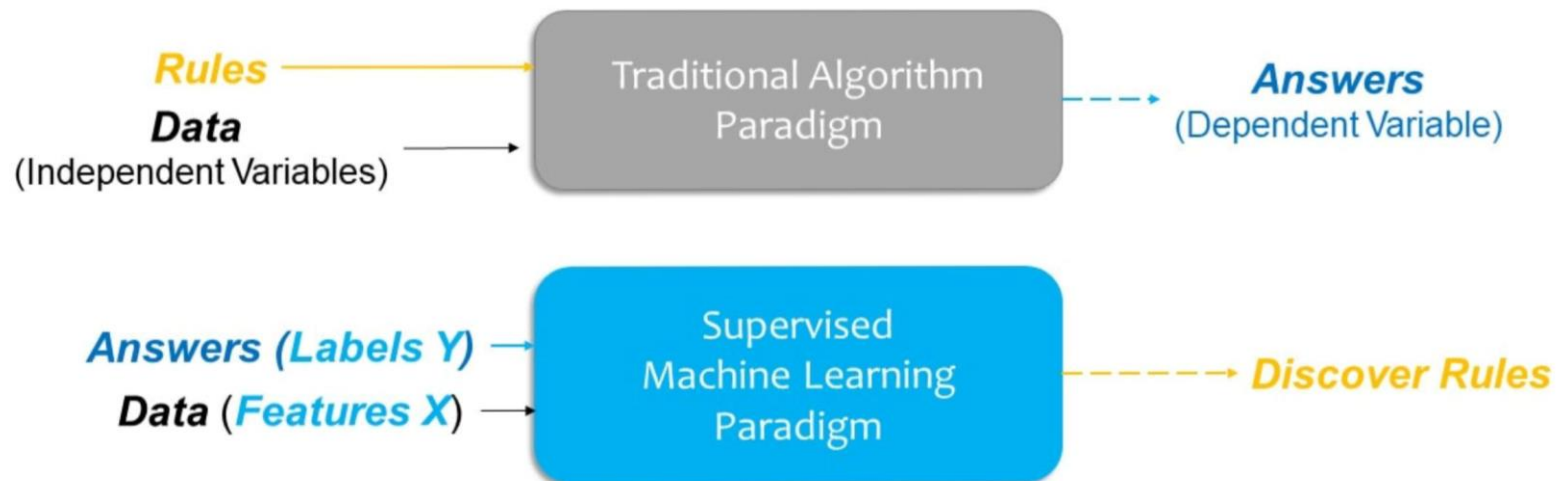 Rules
Data
(Independent Variables)
Traditional Algorithm
Paradigm
Answers
(Dependent Variable)
Answers (Labels Y)
Data (Features X)
Supervised
Machine Learning
Paradigm
Discover Rules